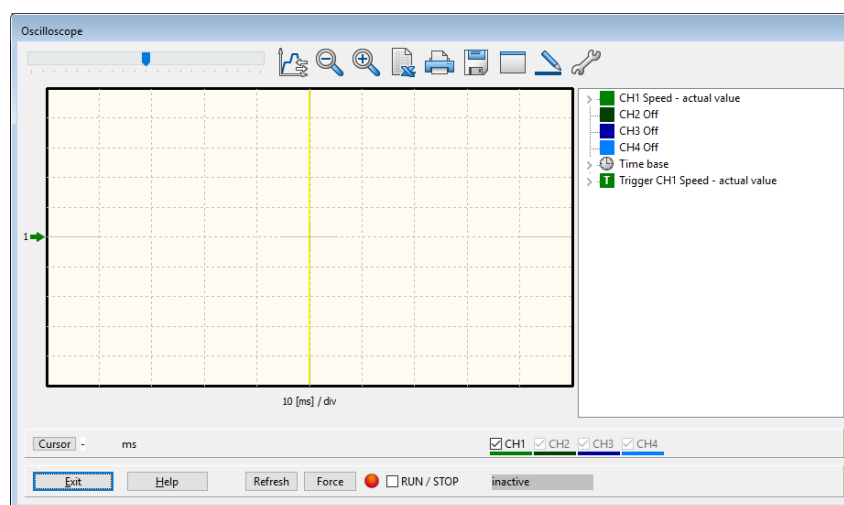 Oscilloscope
CH1 Speed - actual value
CH2 Off
CH3 Off
CH4 Off
Time base
T Trigger CH1 Speed - actual value
1
10 [ms] / div
Cursor - ms CH1 CH2 CH3 CH4
Exit Help Refresh Force RUN / STOP inactive